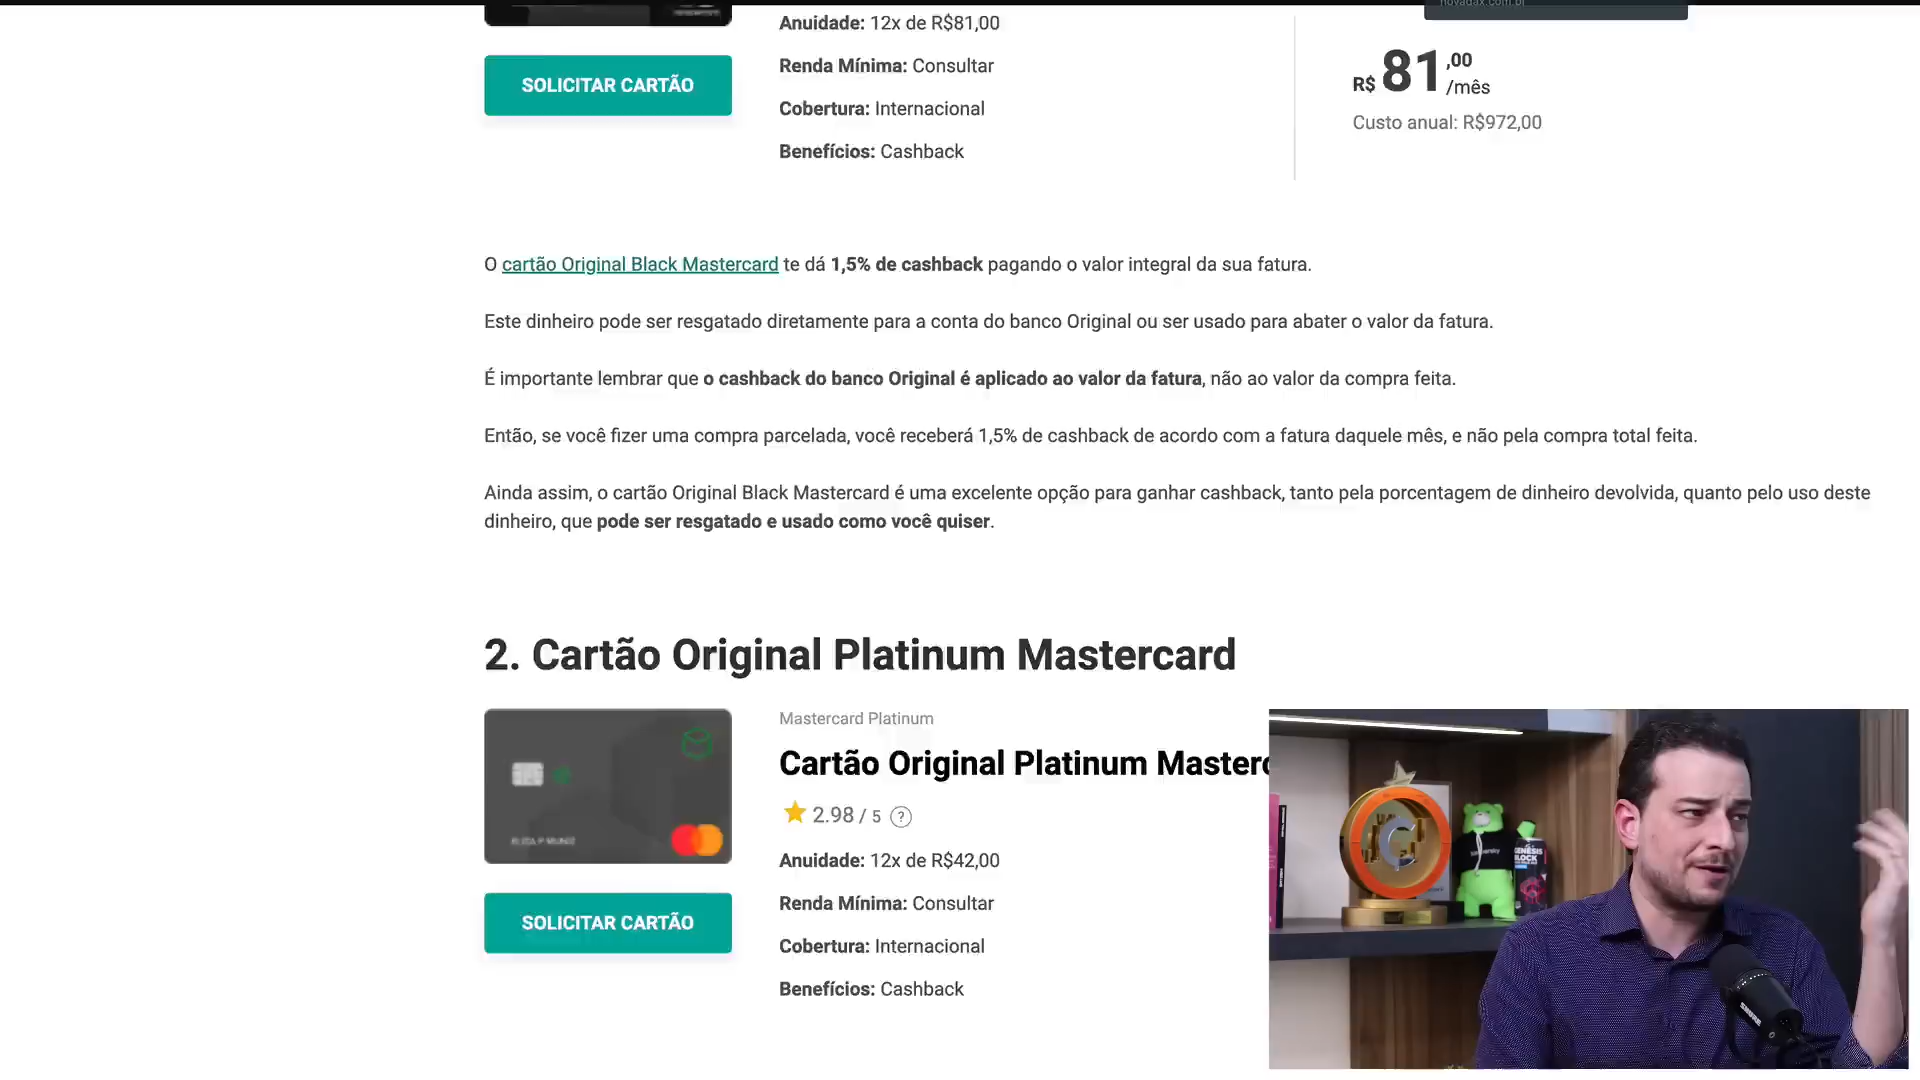 novadax.com.br
Anuidade: 12x de R$81,00
SOLICITAR CARTÃO
Renda Mínima: Consultar
Cobertura: Internacional
Benefícios: Cashback
R$ 81,00 /mês
Custo anual: R$972,00
O cartão Original Black Mastercard te dá 1,5% de cashback pagando o valor integral da sua fatura.
Este dinheiro pode ser resgatado diretamente para a conta do banco Original ou ser usado para abater o valor da fatura.
É importante lembrar que o cashback do banco Original é aplicado ao valor da fatura, não ao valor da compra feita.
Então, se você fizer uma compra parcelada, você receberá 1,5% de cashback de acordo com a fatura daquele mês, e não pela compra total feita.
Ainda assim, o cartão Original Black Mastercard é uma excelente opção para ganhar cashback, tanto pela porcentagem de dinheiro devolvida, quanto pelo uso deste
dinheiro, que pode ser resgatado e usado como você quiser.
2. Cartão Original Platinum Mastercard
Mastercard Platinum
Cartão Original Platinum Masterc
2.98 / 5 ?
Anuidade: 12x de R$42,00
SOLICITAR CARTÃO
Renda Mínima: Consultar
Cobertura: Internacional
Benefícios: Cashback
GENESIS
BLOCK
SHURE